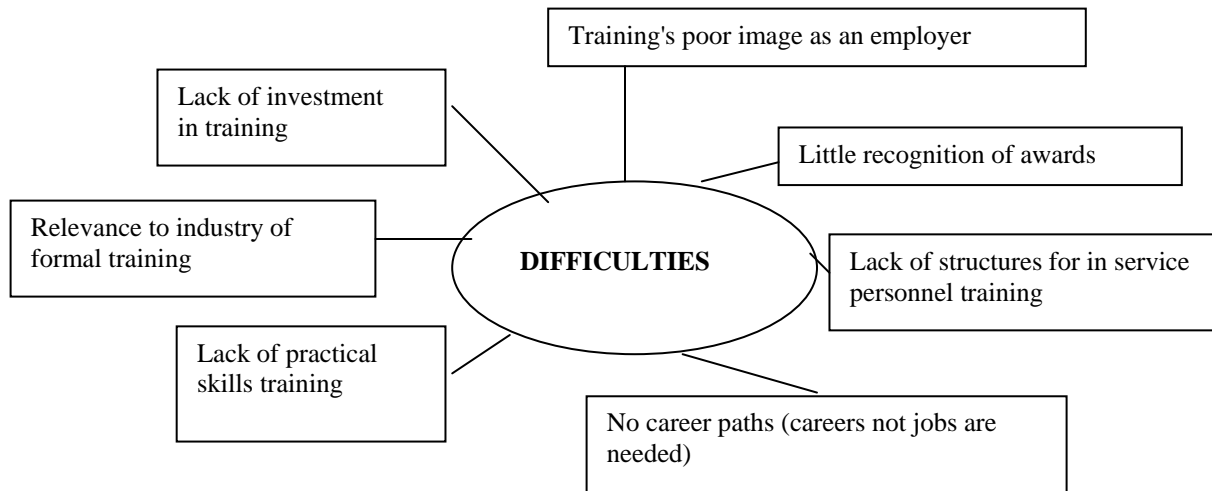 Training's poor image as an employer
Lack of investment
in training
Little recognition of awards
Relevance to industry of
formal training
DIFFICULTIES
Lack of structures for in service
personnel training
Lack of practical
skills training
No career paths (careers not jobs are
needed)